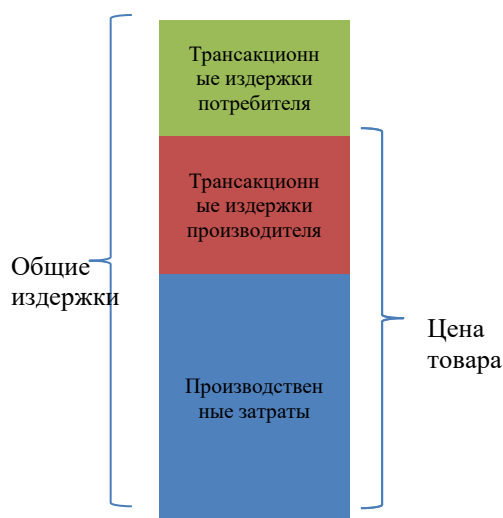 Трансакционн
ые издержки
потребителя
Трансакционн
ые издержки
производителя
Общие
издержки
Цена
товара
Производствен
ные затраты